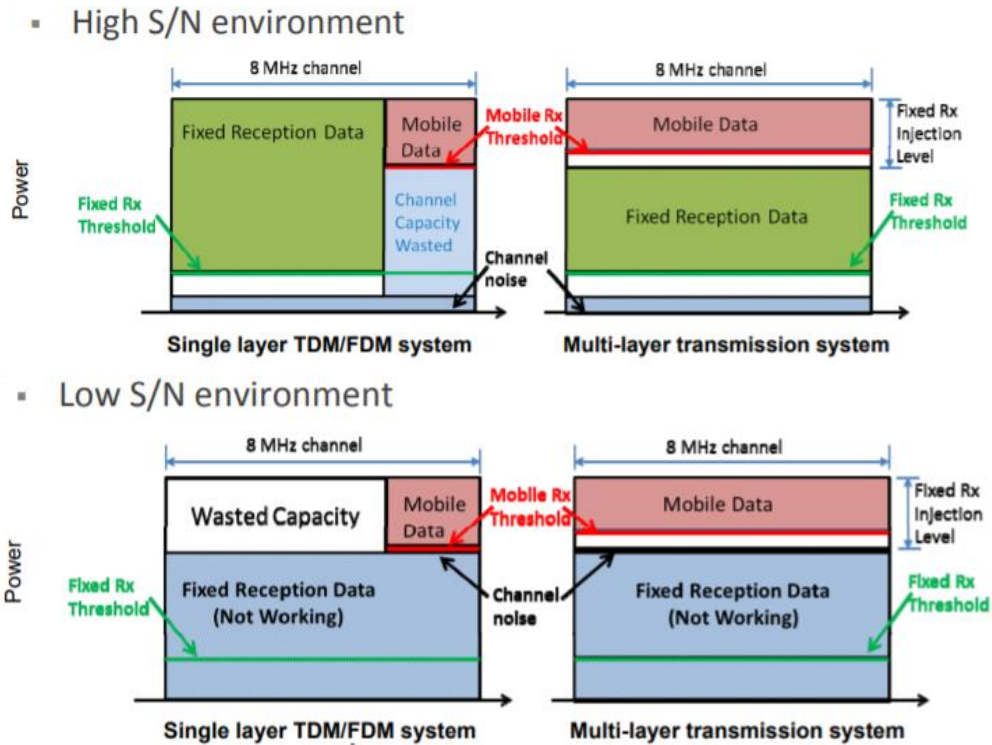 ▪ High S/N environment
8 MHz channel
8 MHz channel
Power
Fixed Reception Data
Mobile
Data
Mobile Rx
Threshold
Mobile Data
Fixed Rx
Injection
Level
Fixed Rx
Threshold
Channel
Capacity
Wasted
Channel
noise
Fixed Reception Data
Fixed Rx
Threshold
Single layer TDM/FDM system
Multi-layer transmission system
▪ Low S/N environment
8 MHz channel
8 MHz channel
Power
Wasted Capacity
Mobile
Data
Mobile Rx
Threshold
Mobile Data
Fixed Rx
Injection
Level
Fixed Rx
Threshold
Fixed Reception Data
(Not Working)
Channel
noise
Fixed Reception Data
(Not Working)
Fixed Rx
Threshold
Single layer TDM/FDM system
Multi-layer transmission system